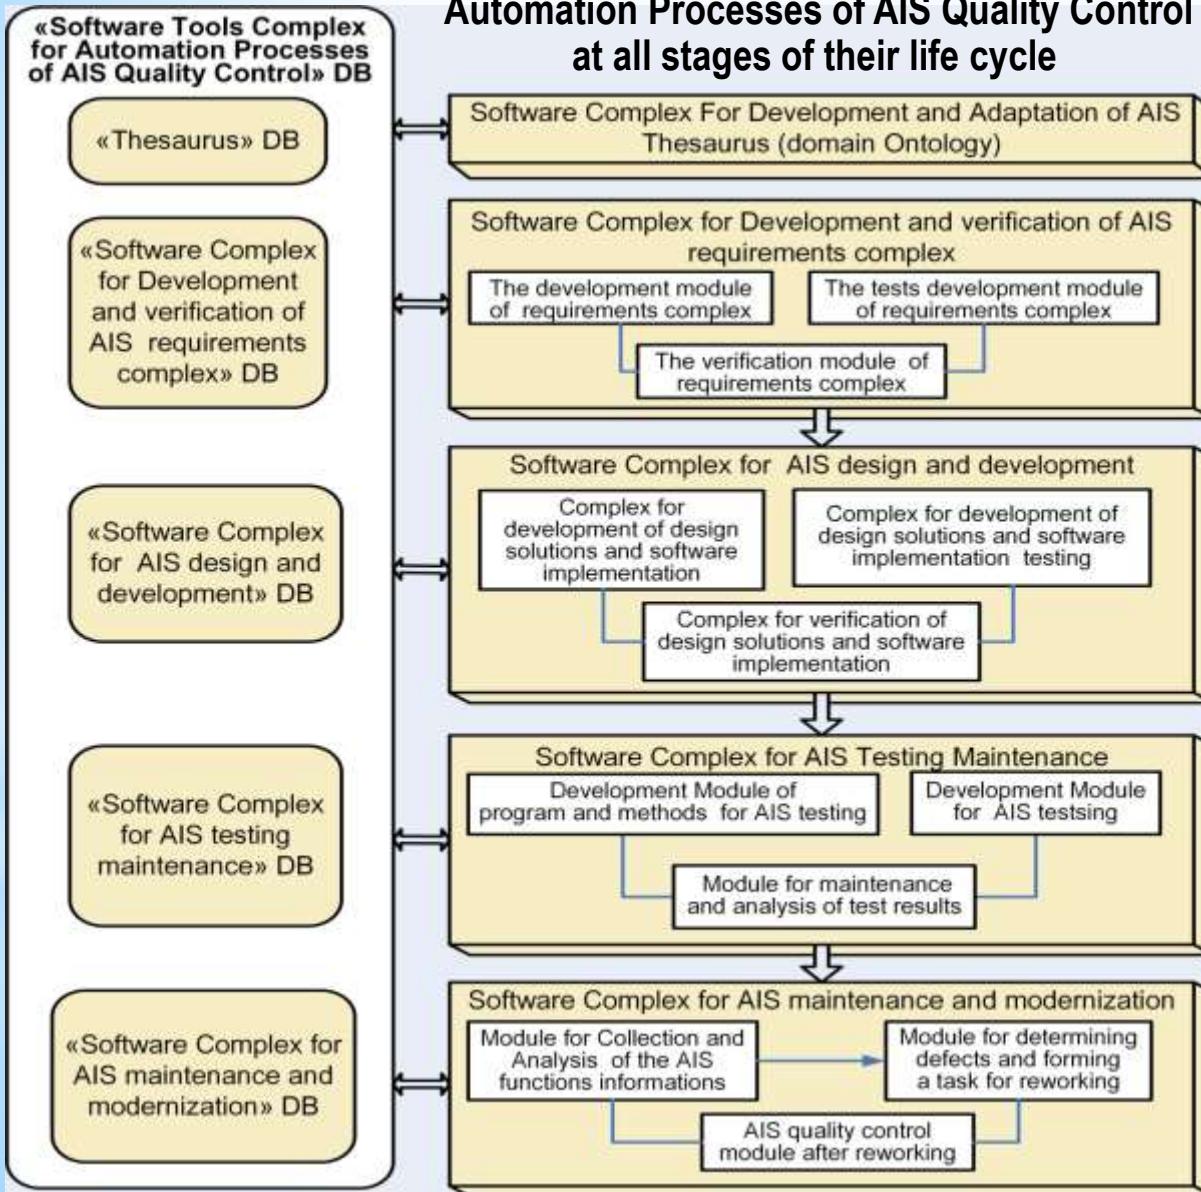 «Software Tools Complex
for Automation Processes
of AIS Quality Control» DB
«Thesaurus» DB
«Software Complex
for Development
and verification of
AIS requirements
complex» DB
«Software Complex
for AIS design and
development» DB
«Software Complex
for AIS testing
maintenance» DB
«Software Complex for
AIS maintenance and
modernization» DB
Automation Processes of AIS Quality Control
at all stages of their life cycle
Software Complex For Development and Adaptation of AIS
Thesaurus (domain Ontology)
Software Complex for Development and verification of AIS
requirements complex
The development module
of requirements complex
The tests development module
of requirements complex
The verification module of
requirements complex
Software Complex for AIS design and development
Complex for
development of design
solutions and software
implementation
Complex for development of
design solutions and software
implementation testing
Complex for verification of
design solutions and software
implementation
Software Complex for AIS Testing Maintenance
Development Module of
program and methods for AIS testing
Development Module
for AIS testsing
Module for maintenance
and analysis of test results
Software Complex for AIS maintenance and modernization
Module for Collection and
Analysis of the AIS
functions informations
Module for determining
defects and forming
a task for reworking
AIS quality control
module after reworking